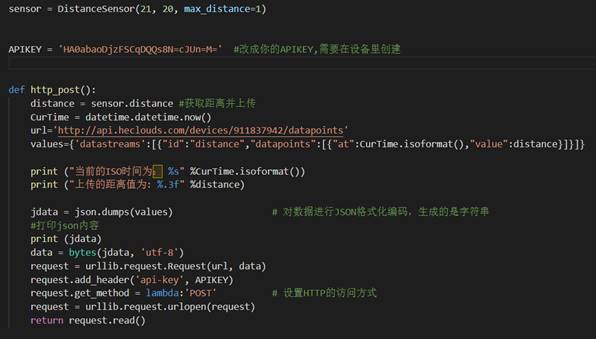 sensor = DistanceSensor(21, 20, max_distance=1)
APIKEY = 'HA0abaoDjzFSCqDQQs8N=cJUn=M='  #改成你的APIKEY,需要在设备里创建
def http_post():
    distance = sensor.distance #获取距离并上传
    CurTime = datetime.datetime.now()
    url='http://api.heclouds.com/devices/911837942/datapoints'
    values={'datastreams':[{"id":"distance","datapoints":[{"at":CurTime.isoformat(),"value":distance}]}]}
    print ("当前的ISO时间为： %s" %CurTime.isoformat())
    print ("上传的距离值为: %.3f" %distance)
    jdata = json.dumps(values)                # 对数据进行JSON格式化编码，生成的是字符串
    #打印json内容
    print (jdata)
    data = bytes(jdata, 'utf-8')
    request = urllib.request.Request(url, data)
    request.add_header('api-key', APIKEY)
    request.get_method = lambda:'POST'         # 设置HTTP的访问方式
    request = urllib.request.urlopen(request)
    return request.read()